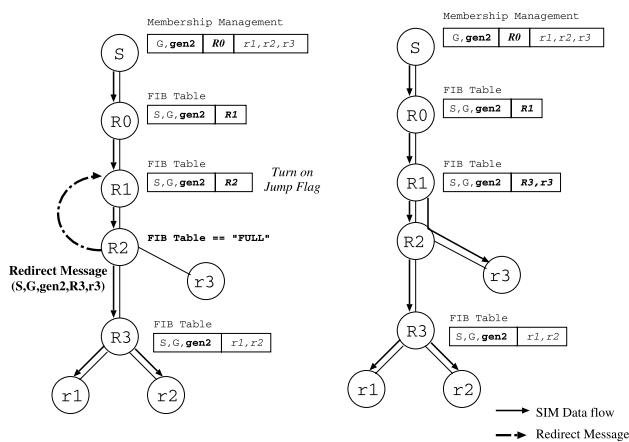 Membership Management
S
G,gen2 R0 r1,r2,r3
FIB Table
R0
S,G,gen2 R1
FIB Table
R1
S,G,gen2 R2
Turn on
Jump Flag
R2
FIB Table == "FULL"
Redirect Message
(S,G,gen2,R3,r3)
r3
FIB Table
R3
S,G,gen2 r1,r2
r1
r2
Membership Management
S
G,gen2 R0 r1,r2,r3
FIB Table
R0
S,G,gen2 R1
FIB Table
R1
S,G,gen2 R3,r3
R2
r3
FIB Table
R3
S,G,gen2 r1,r2
r1
r2
SIM Data flow
Redirect Message